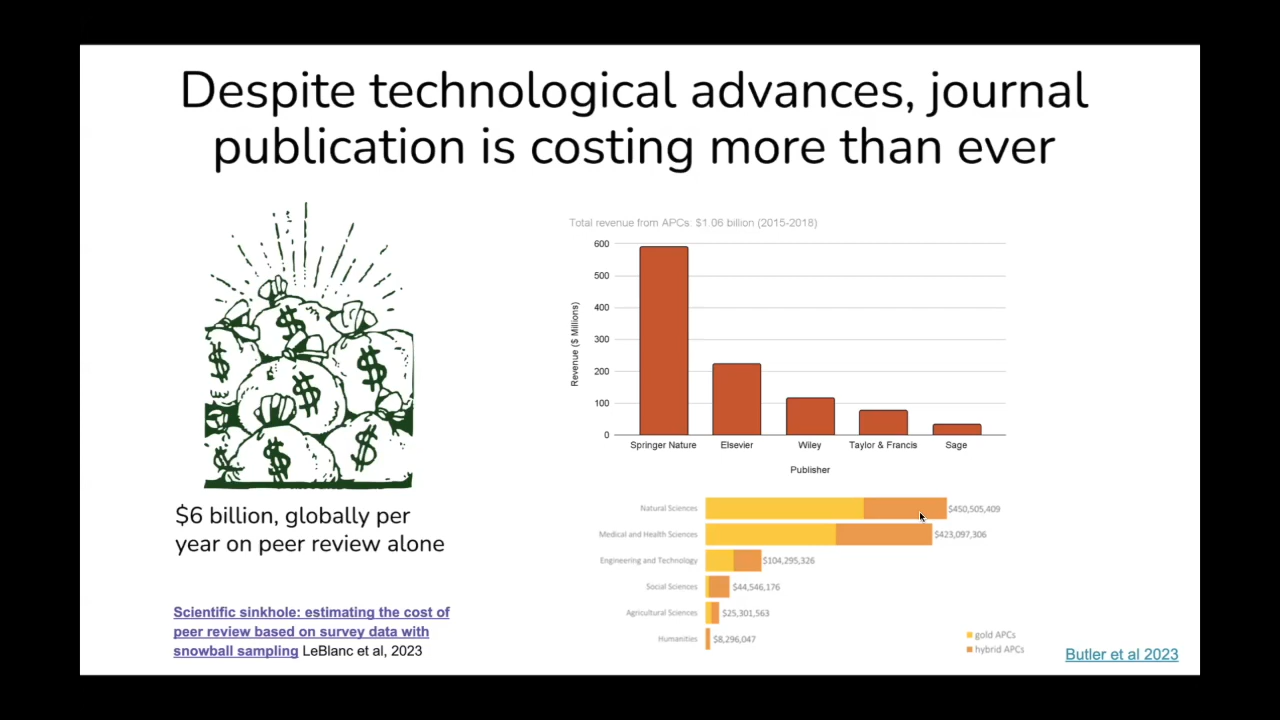 Despite technological advances, journal
publication is costing more than ever
$6 billion, globally per
year on peer review alone
Scientific sinkhole: estimating the cost of
peer review based on survey data with
snowball sampling LeBlanc et al, 2023
Total revenue from APCs: $1.06 billion (2015-2018)
Revenue ($ Millions)
600
500
400
300
200
100
0
Springer Nature Elsevier Wiley Taylor & Francis Sage
Publisher
Natural Sciences $450,505,409
Medical and Health Sciences $423,097,306
Engineering and Technology $104,295,326
Social Sciences $44,546,176
Agricultural Sciences $25,301,563
Humanities $8,296,047
gold APCs
hybrid APCs
Butler et al 2023